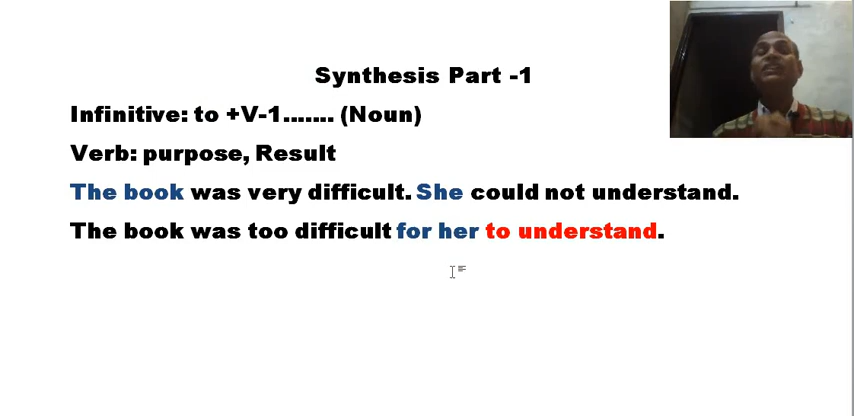 Synthesis Part -1
Infinitive: to +V-1....... (Noun)
Verb: purpose, Result
The book was very difficult. She could not understand.
The book was too difficult for her to understand.